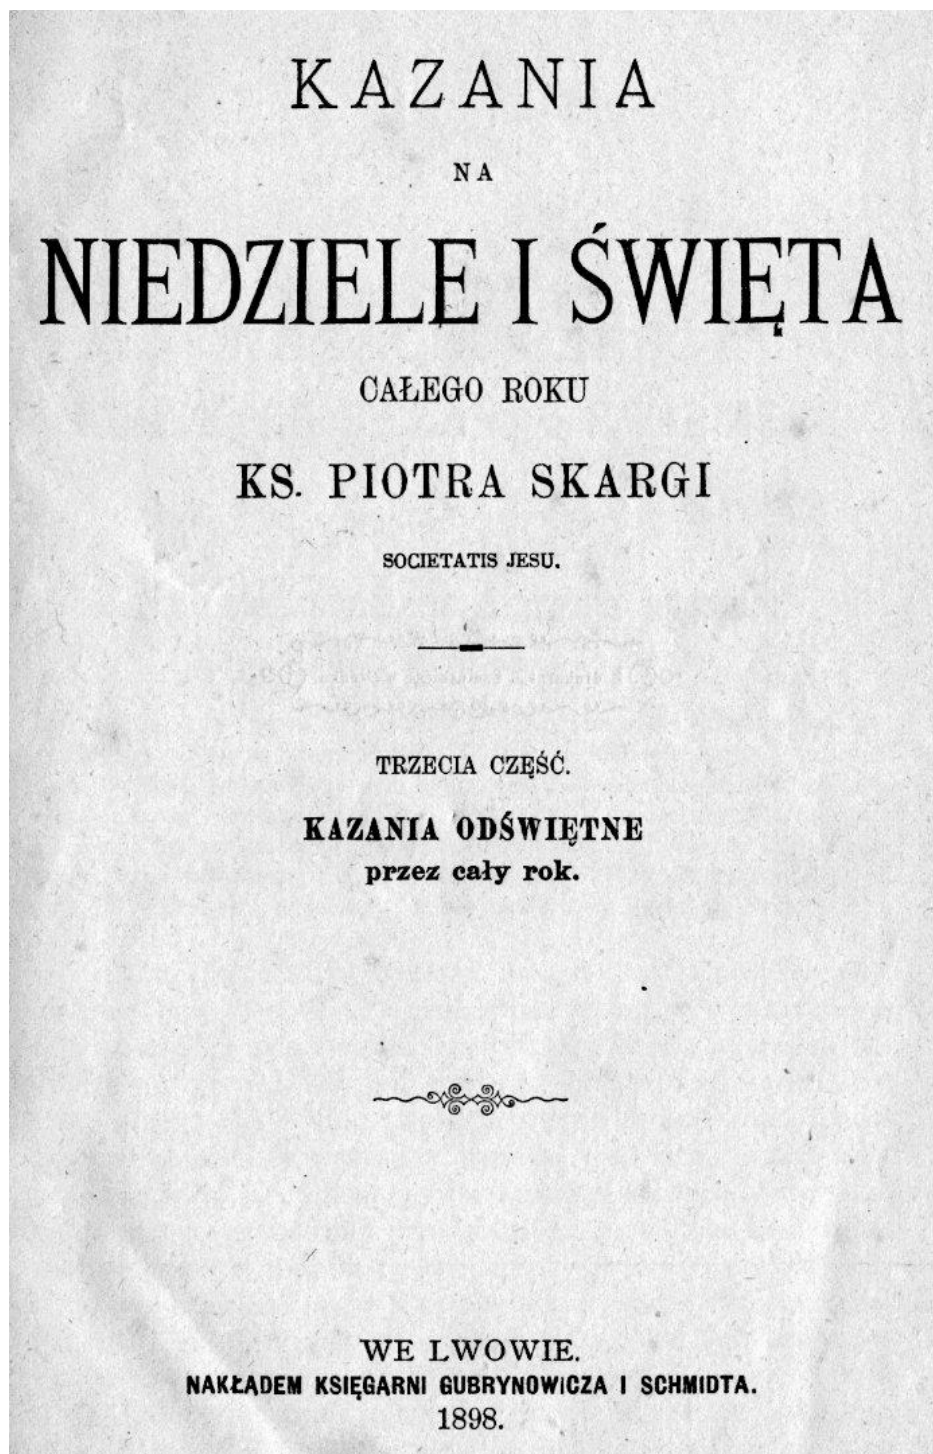 KAZANIA
NA
NIEDZIELE I ŚWIĘTA
CAŁEGO ROKU
KS. PIOTRA SKARGI
SOCIETATIS JESU.
TRZECIA CZĘŚĆ.
KAZANIA ODŚWIĘTNE
przez cały rok.
WE LWOWIE.
NAKŁADEM KSIĘGARNI GUBRYNOWICZA I SCHMIDTA.
1898.